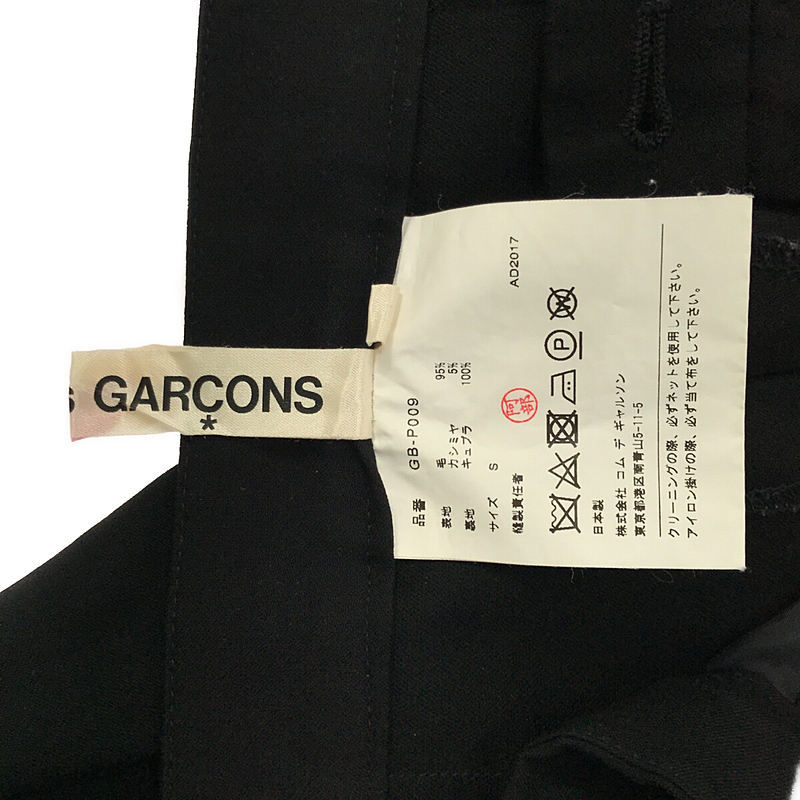 GARCONS
*
AD2017
品番 GB-P009
表地 毛 95%
カシミヤ 5%
裏地 キュプラ 100%
サイズ S
縫製責任者 阿部
P
W
日本製
株式会社 コム デ ギャルソン
東京都港区南青山5-11-5
クリーニングの際、必ずネットを使用して下さい。
アイロン掛けの際、必ず当て布をして下さい。